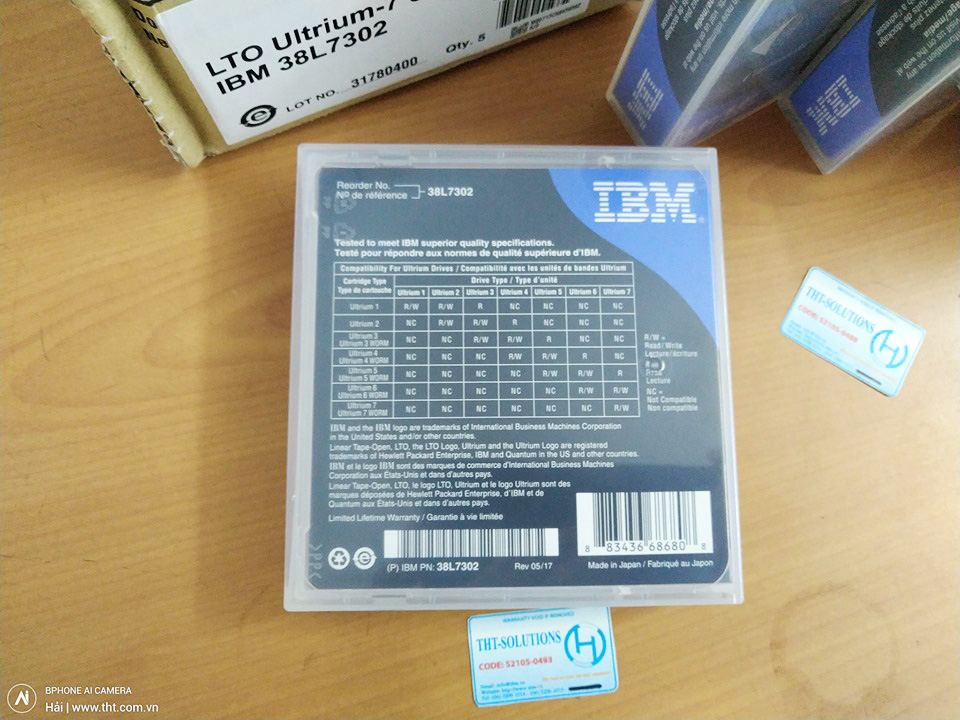 LTO Ultrium-7
IBM 38L7302
Qty. 5
LOT NO. 31780400
Reorder No.
Nº de référence
38L7302
IBM
Tested to meet IBM superior quality specifications.
Testé pour répondre aux normes de qualité supérieure d'IBM.
Compatibility For Ultrium Drives / Compatibilité avec les unités de bandes Ultrium
Cartridge Type Drive Type / Type d'unité
Type de cartouche Ultrium 1 Ultrium 2 Ultrium 3 Ultrium 4 Ultrium 5 Ultrium 6 Ultrium 7
Ultrium 1 R/W NC R NC NC NC NC
Ultrium 2 NC R/W R/W R NC NC NC
Ultrium 3
Ultrium 3 WORM NC NC R/W R/W R NC NC
Ultrium 4
Ultrium 4 WORM NC NC NC R/W R/W R NC
Ultrium 5
Ultrium 5 WORM NC NC NC NC R/W R/W R
Ultrium 6
Ultrium 6 WORM NC NC NC NC NC R/W R/W
Ultrium 7
Ultrium 7 WORM NC NC NC NC NC NC R/W
R/W =
Read/Write
Lecture/écriture
Read
Lecture
NC =
Not Compatible
Non compatible
IBM and the IBM logo are trademarks of International Business Machines Corporation
in the United States and/or other countries.
Linear Tape-Open, LTO, the LTO Logo, Ultrium and the Ultrium Logo are registered
trademarks of Hewlett Packard Enterprise, IBM and Quantum in the US and other countries.
IBM et le logo IBM sont des marques de commerce d'International Business Machines
Corporation aux États-Unis et dans d'autres pays.
Linear Tape-Open, LTO, le logo LTO, Ultrium et le logo Ultrium sont des
marques déposées de Hewlett Packard Enterprise, d'IBM et de
Quantum aux États-Unis et dans d'autres pays.
Limited Lifetime Warranty / Garantie à vie limitée
(P) IBM PN: 38L7302 Rev 05/17
8 83436 68680 8
Made in Japan / Fabriqué au Japon
THT-SOLUTIONS
CODE: 52105-0493
THT-SOLUTIONS
BPHONE AI CAMERA
Hải | www.tht.com.vn